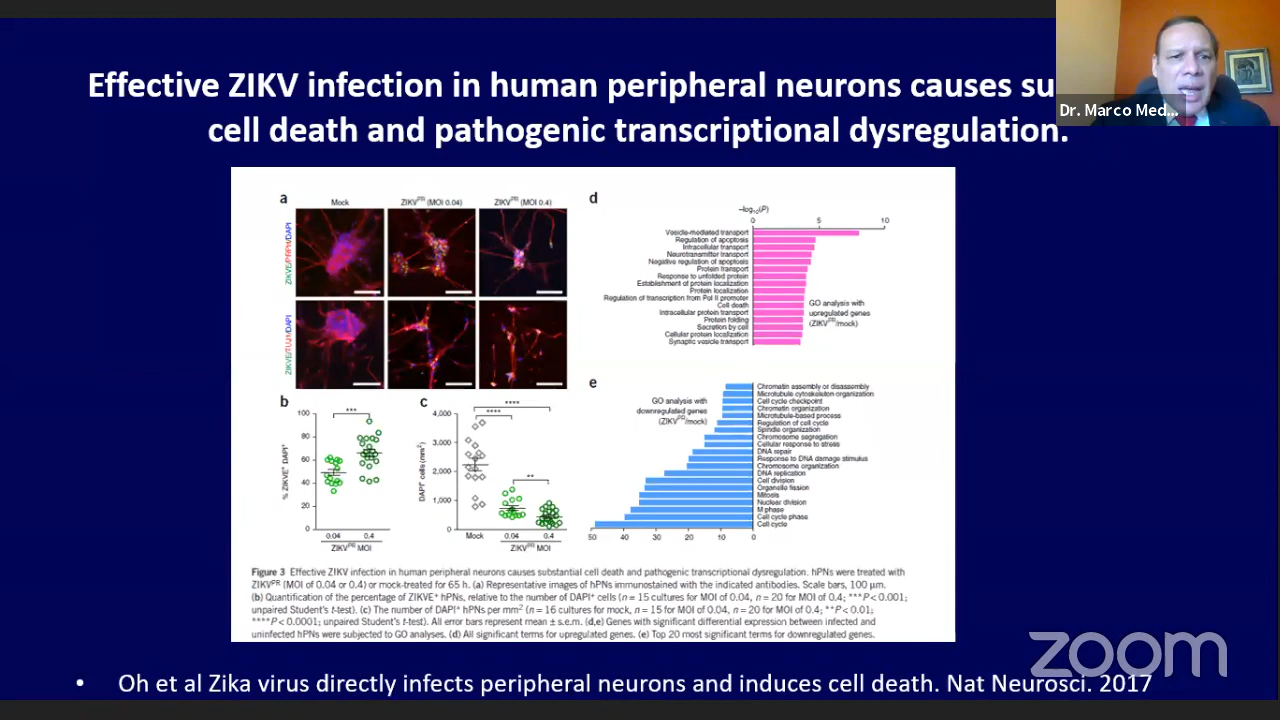 Effective ZIKV infection in human peripheral neurons causes su
cell death and pathogenic transcriptional dysregulation.
Dr. Marco Med...
a
Mock
ZIKV(PR) (MOI 0.04)
ZIKV(PR) (MOI 0.4)
ZIKVE/PRPH/DAPI
ZIKVE/TUJ1/DAPI
b
% ZIKVE+ DAPI+
100
80
60
40
20
0
***
0.04
0.4
ZIKV(PR) MOI
c
DAPI+ cells (mm2)
4,000
3,000
2,000
1,000
0
****
****
**
Mock
0.04
0.4
ZIKV(PR) MOI
d
–log10(P)
0
5
10
Vesicle-mediated transport
Regulation of apoptosis
Intracellular transport
Neurotransmitter transport
Negative regulation of apoptosis
Protein transport
Response to unfolded protein
Establishment of protein localization
Protein localization
Regulation of transcription from Pol II promoter
Cell death
Intracellular protein transport
Protein folding
Secretion by cell
Cellular protein localization
Synaptic vesicle transport
GO analysis with
upregulated genes
(ZIKV(PR)/mock)
e
GO analysis with
downregulated genes
(ZIKV(PR)/mock)
Chromatin assembly or disassembly
Microtubule cytoskeleton organization
Cell cycle checkpoint
Chromatin organization
Microtubule-based process
Regulation of cell cycle
Spindle organization
Chromosome segregation
Cellular response to stress
DNA repair
Response to DNA damage stimulus
Chromosome organization
DNA replication
Cell division
Organelle fission
Mitosis
Nuclear division
M phase
Cell cycle phase
Cell cycle
50
40
30
20
10
0
Figure 3 Effective ZIKV infection in human peripheral neurons causes substantial cell death and pathogenic transcriptional dysregulation. hPNs were treated with
ZIKVPR (MOI of 0.04 or 0.4) or mock-treated for 65 h. (a) Representative images of hPNs immunostained with the indicated antibodies. Scale bars, 100 µm.
(b) Quantification of the percentage of ZIKVE+ hPNs, relative to the number of DAPI+ cells (n = 15 cultures for MOI of 0.04, n = 20 for MOI of 0.4; ***P < 0.001;
unpaired Student's t-test). (c) The number of DAPI+ hPNs per mm2 (n = 16 cultures for mock, n = 15 for MOI of 0.04, n = 20 for MOI of 0.4; **P < 0.01;
****P < 0.0001; unpaired Student's t-test). All error bars represent mean ± s.e.m. (d,e) Genes with significant differential expression between infected and
uninfected hPNs were subjected to GO analyses. (d) All significant terms for upregulated genes. (e) Top 20 most significant terms for downregulated genes.
zoom
• Oh et al Zika virus directly infects peripheral neurons and induces cell death. Nat Neurosci. 2017